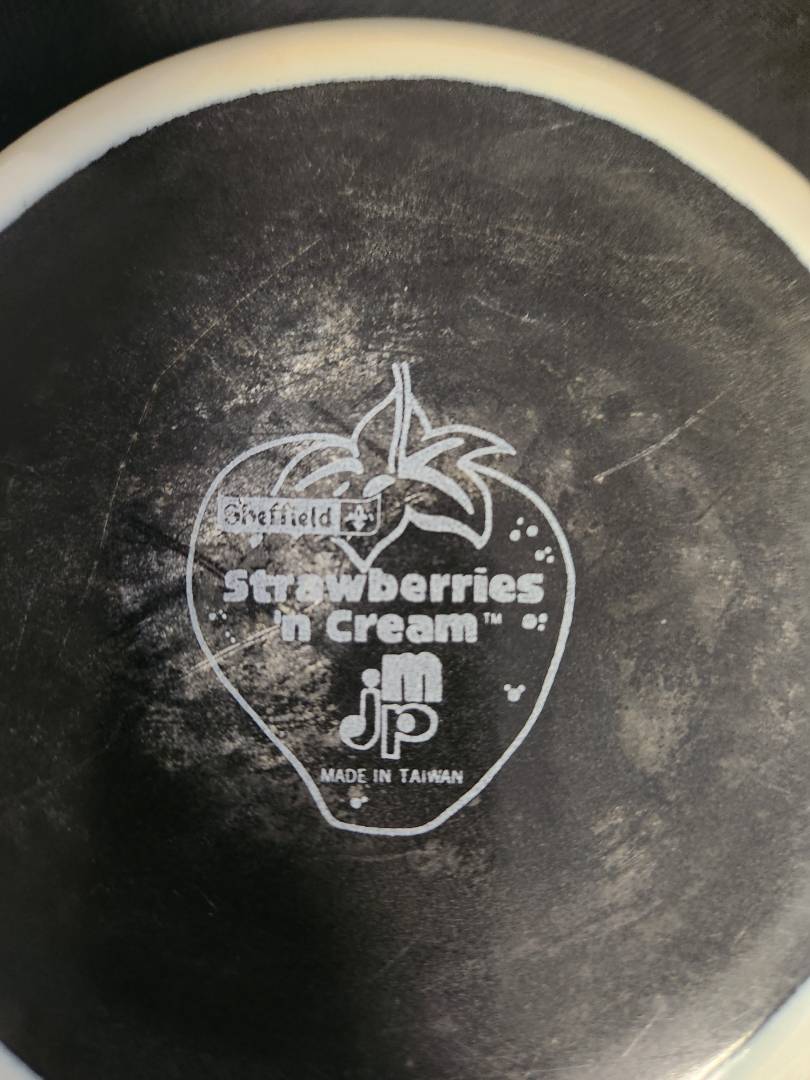 Sheffield
Strawberries
'n Cream™
jmp
MADE IN TAIWAN